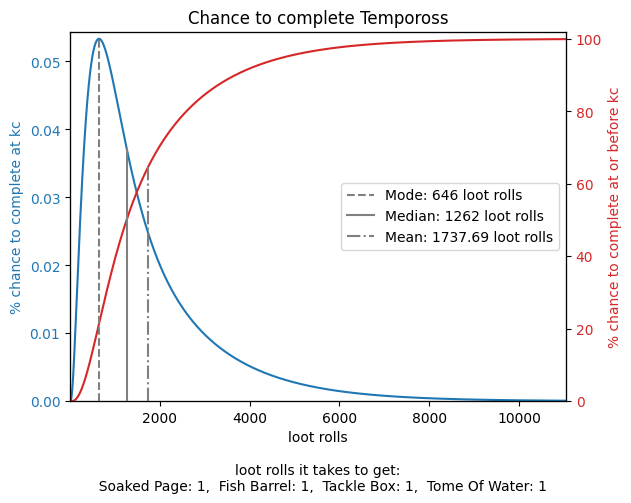 Chance to complete Tempoross
% chance to complete at kc
0.05
0.04
0.03
0.02
0.01
0.00
100
80
60
40
20
0
% chance to complete at or before kc
Mode: 646 loot rolls
Median: 1262 loot rolls
Mean: 1737.69 loot rolls
2000 4000 6000 8000 10000
loot rolls
loot rolls it takes to get:
Soaked Page: 1, Fish Barrel: 1, Tackle Box: 1, Tome Of Water: 1